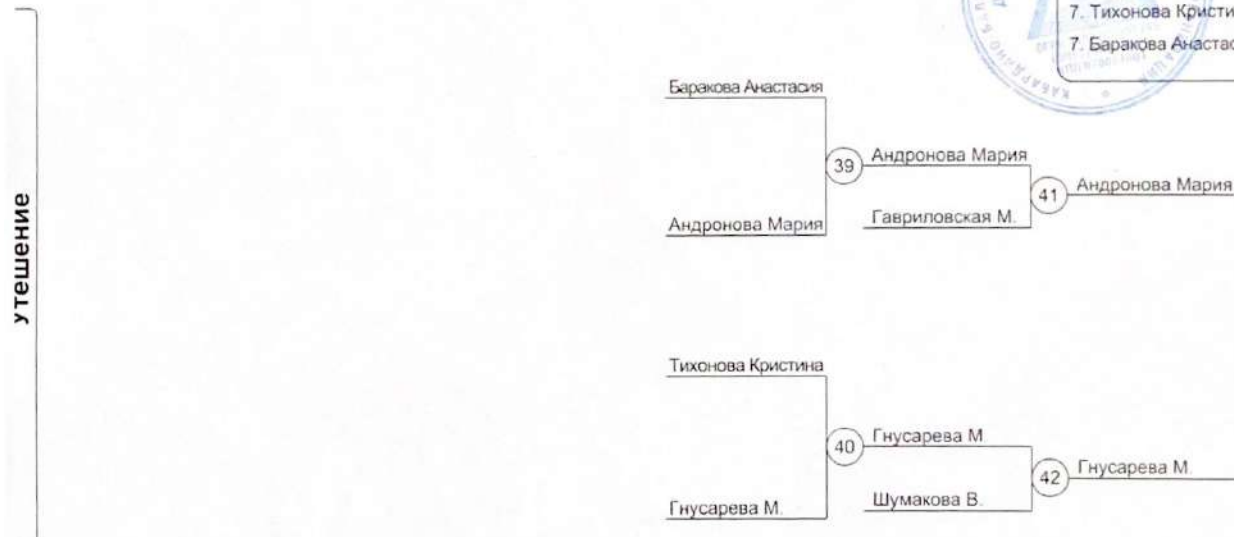 7. Тихонова Кристи
7. Баракова Анастас
Баракова Анастасия
39
Андронова Мария
41
Андронова Мария
Андронова Мария
Гавриловская М.
утешение
Тихонова Кристина
40
Гнусарева М
42
Гнусарева М.
Гнусарева М.
Шумакова В.